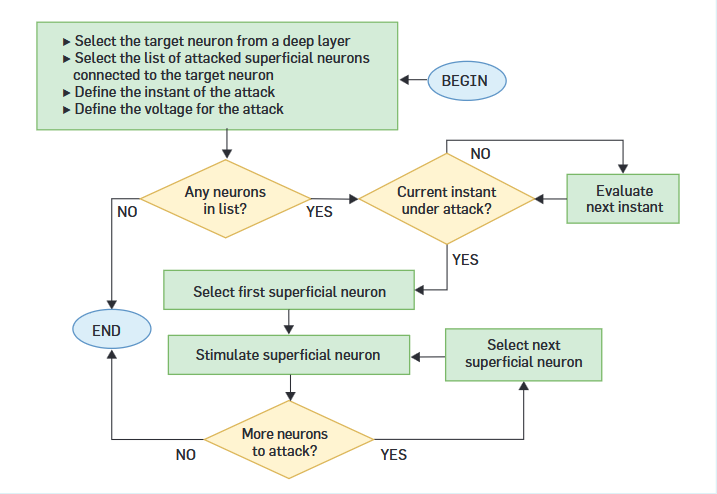 ▶ Select the target neuron from a deep layer
▶ Select the list of attacked superficial neurons
connected to the target neuron
▶ Define the instant of the attack
▶ Define the voltage for the attack
BEGIN
Any neurons
in list?
NO
YES
Current instant
under attack?
NO
Evaluate
next instant
YES
Select first superficial neuron
END
Stimulate superficial neuron
Select next
superficial neuron
More neurons
to attack?
NO
YES